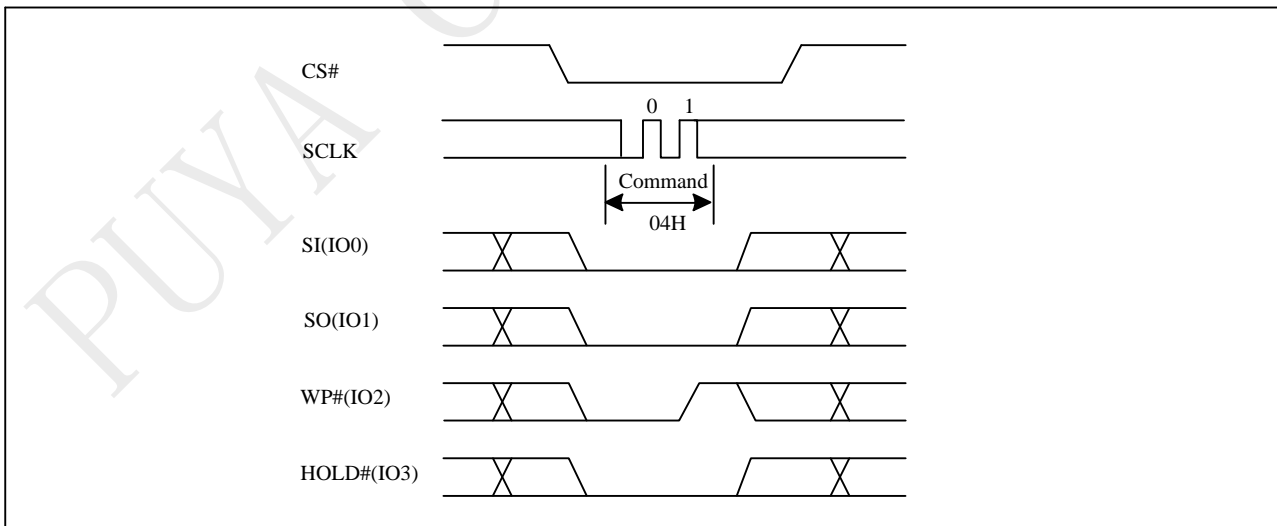 PUYA
CS#
0 1
SCLK
Command
04H
SI(IO0)
SO(IO1)
WP#(IO2)
HOLD#(IO3)